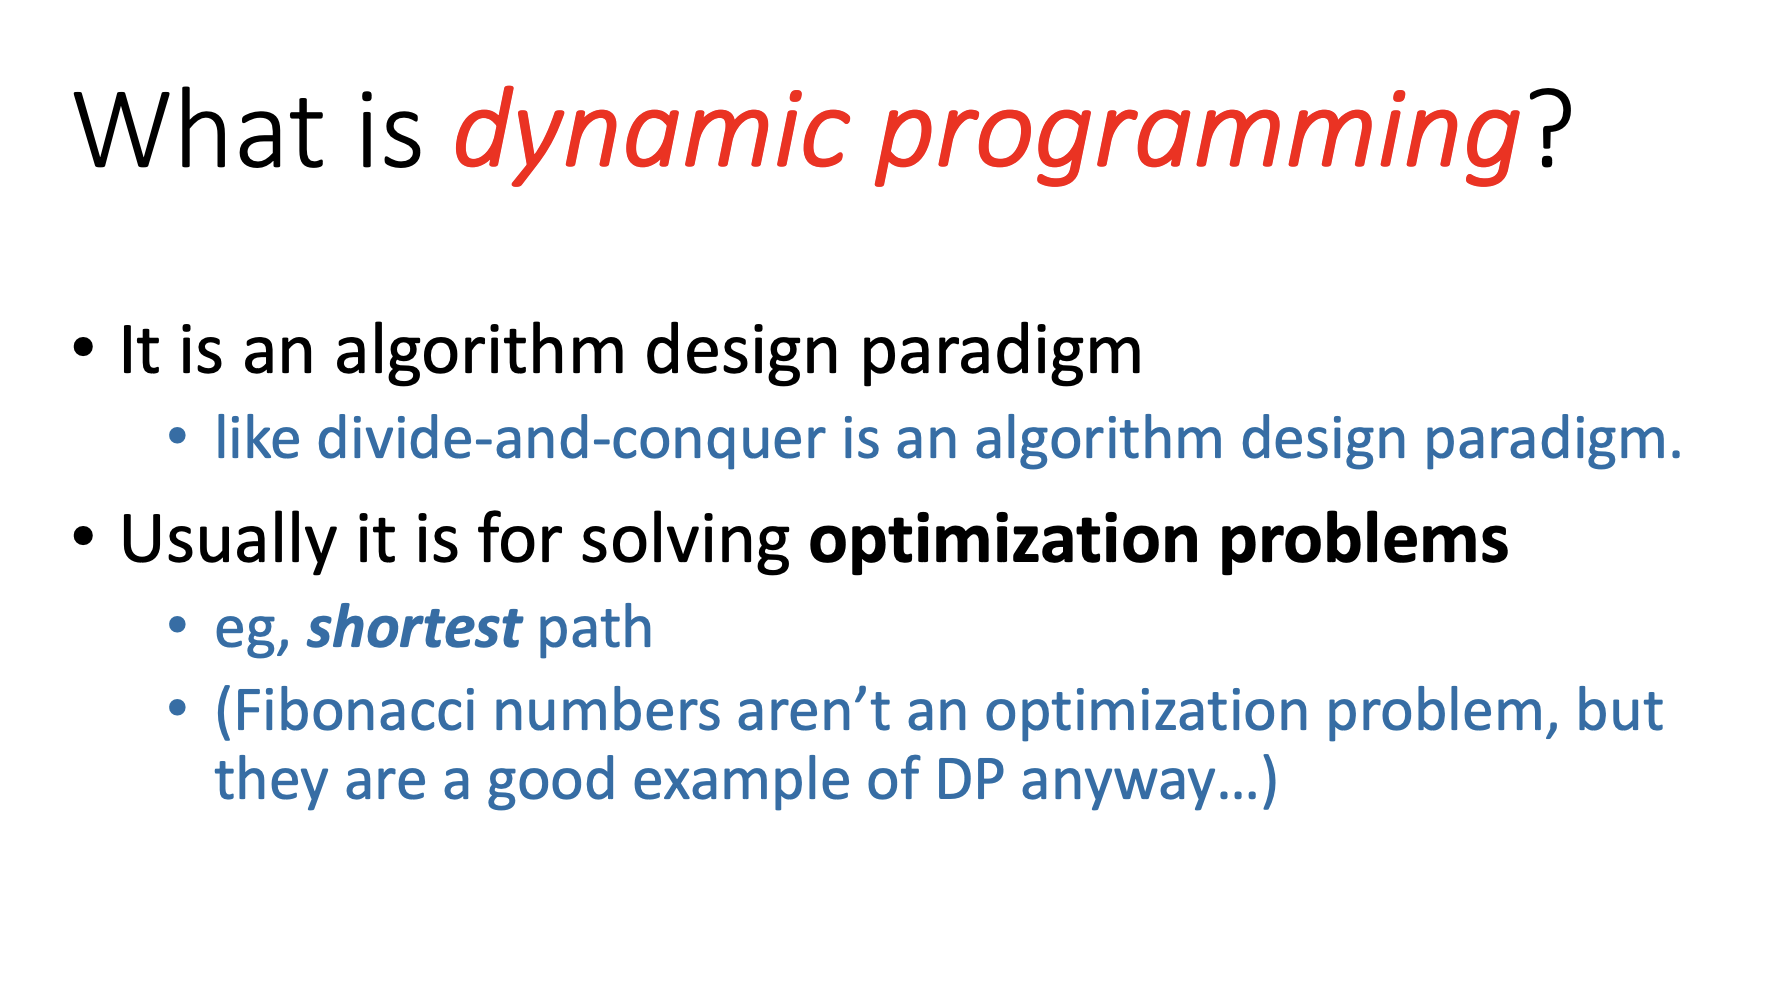 What is dynamic programming?
• It is an algorithm design paradigm
• like divide-and-conquer is an algorithm design paradigm.
• Usually it is for solving optimization problems
• eg, shortest path
• (Fibonacci numbers aren’t an optimization problem, but
they are a good example of DP anyway…)